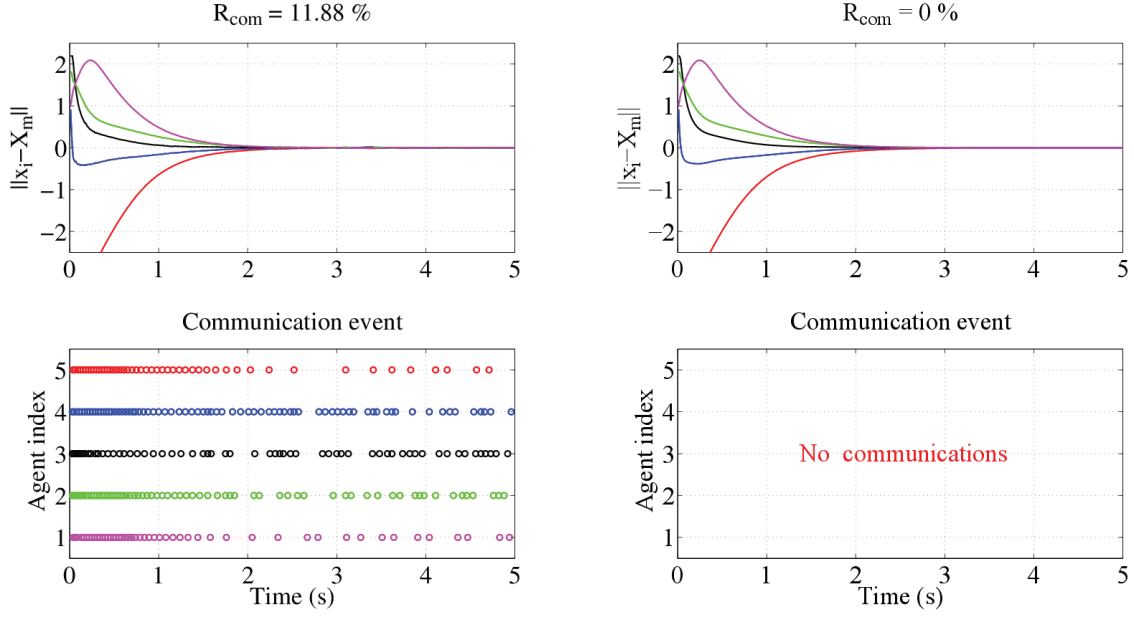 R_com = 11.88 %
R_com = 0 %
||x_i−X_m||
2
1
0
−1
−2
0 1 2 3 4 5
||x_i−X_m||
2
1
0
−1
−2
0 1 2 3 4 5
Communication event
Agent index
5
4
3
2
1
0 1 2 3 4 5
Time (s)
Communication event
Agent index
5
4
3
2
1
No communications
0 1 2 3 4 5
Time (s)